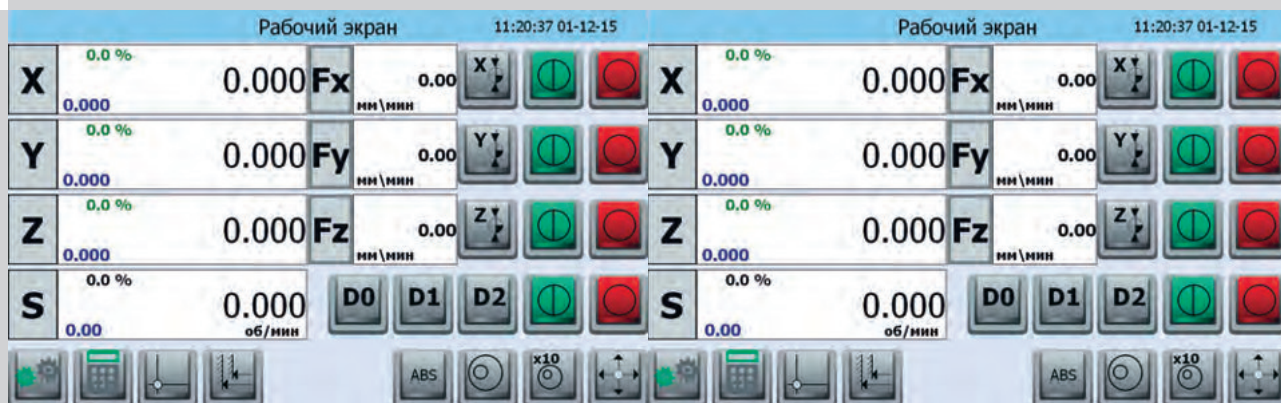 Рабочий экран 11:20:37 01-12-15
X 0.0 % 0.000 0.000 Fx 0.00 мм\мин X
Y 0.0 % 0.000 0.000 Fy 0.00 мм\мин Y
Z 0.0 % 0.000 0.000 Fz 0.00 мм\мин Z
S 0.0 % 0.000 0.00 об/мин D0 D1 D2
ABS x10
Рабочий экран 11:20:37 01-12-15
X 0.0 % 0.000 0.000 Fx 0.00 мм\мин X
Y 0.0 % 0.000 0.000 Fy 0.00 мм\мин Y
Z 0.0 % 0.000 0.000 Fz 0.00 мм\мин Z
S 0.0 % 0.000 0.00 об/мин D0 D1 D2
ABS x10